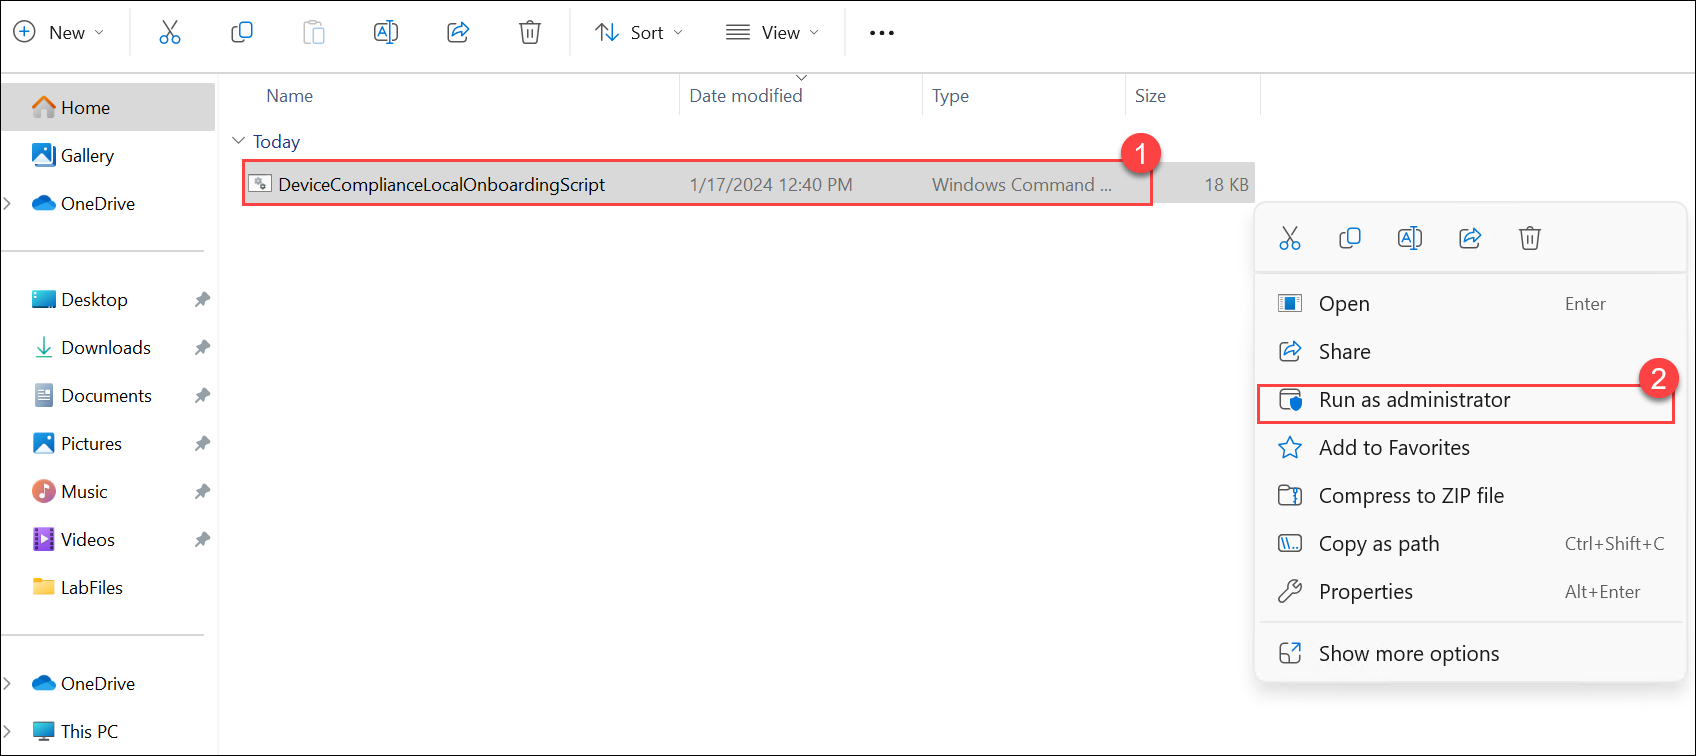 New
Sort
View
Name Date modified Type Size
Home
Gallery
OneDrive
Desktop
Downloads
Documents
Pictures
Music
Videos
LabFiles
OneDrive
This PC
Today
DeviceComplianceLocalOnboardingScript 1/17/2024 12:40 PM Windows Command ... 18 KB
1
Open Enter
Share
Run as administrator
2
Add to Favorites
Compress to ZIP file
Copy as path Ctrl+Shift+C
Properties Alt+Enter
Show more options